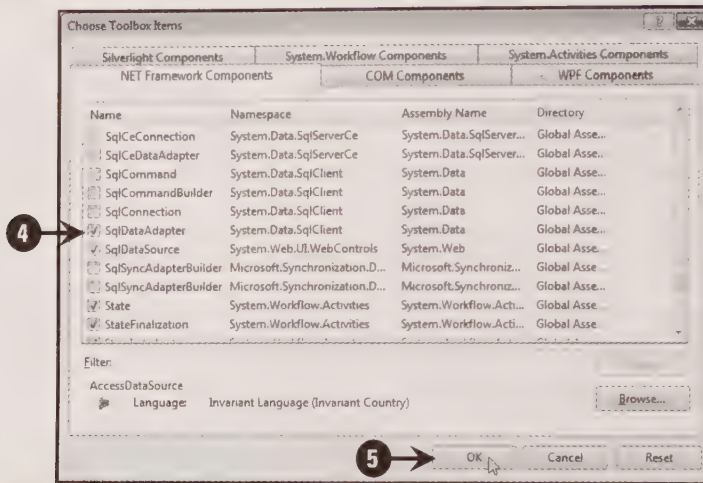 Choose Toolbox Items
Silverlight Components System.Workflow Components System.Activities Components
.NET Framework Components COM Components WPF Components
Name Namespace Assembly Name Directory
SqlCeConnection System.Data.SqlServerCe System.Data.SqlServer... Global Asse...
SqlCeDataAdapter System.Data.SqlServerCe System.Data.SqlServer... Global Asse...
SqlCommand System.Data.SqlClient System.Data Global Asse...
SqlCommandBuilder System.Data.SqlClient System.Data Global Asse...
SqlConnection System.Data.SqlClient System.Data Global Asse...
4 SqlDataAdapter System.Data.SqlClient System.Data Global Asse...
SqlDataSource System.Web.UI.WebControls System.Web Global Asse...
SqlSyncAdapterBuilder Microsoft.Synchronization.D... Microsoft.Synchroniz... Global Asse...
SqlSyncAdapterBuilder Microsoft.Synchronization.D... Microsoft.Synchroniz... Global Asse...
State System.Workflow.Activities System.Workflow.Acti... Global Asse...
StateFinalization System.Workflow.Activities System.Workflow.Acti... Global Asse...
Filter:
AccessDataSource
Language: Invariant Language (Invariant Country)
Browse...
5 OK Cancel Reset